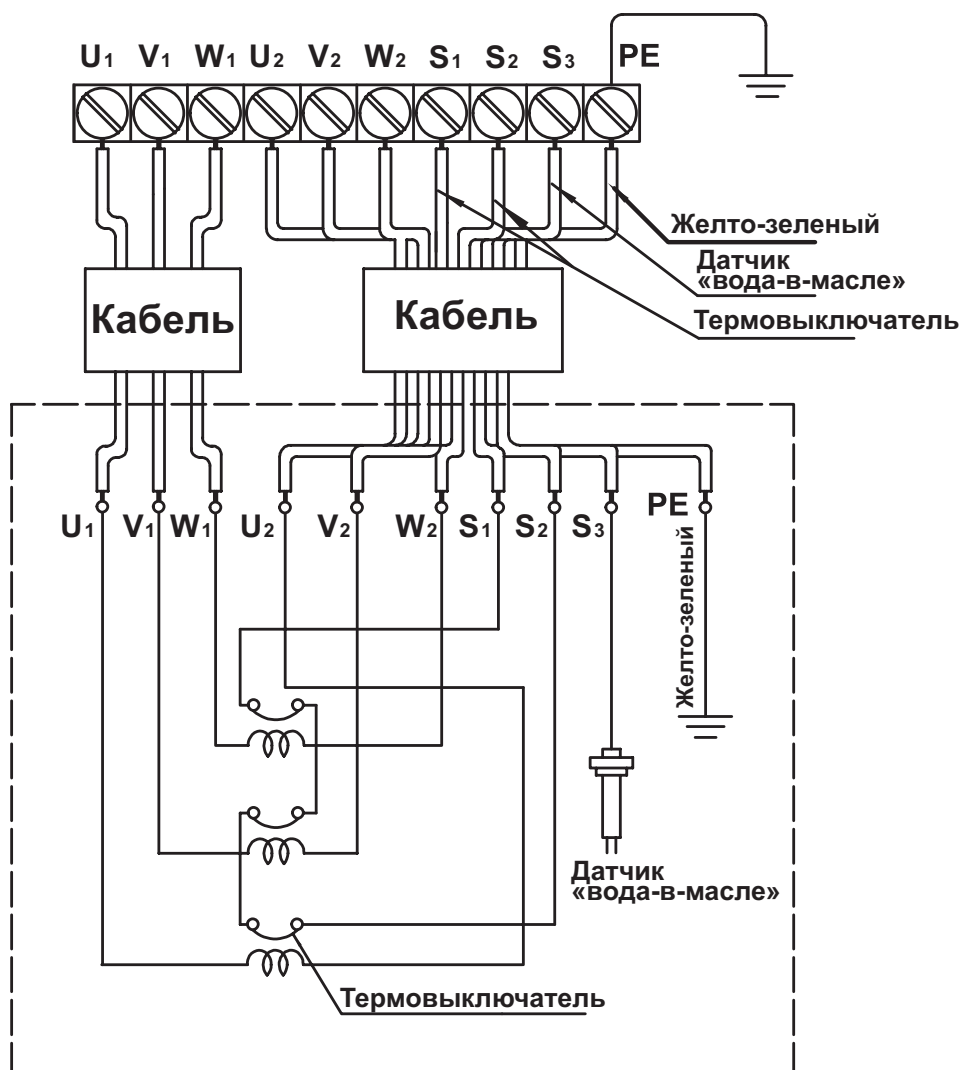 U1 V1 W1 U2 V2 W2 S1 S2 S3 PE
Желто-зеленый
Датчик
«вода-в-масле»
Термовыключатель
Кабель
Кабель
U1 V1 W1 U2 V2 W2 S1 S2 S3 PE
Желто-зеленый
Датчик
«вода-в-масле»
Термовыключатель